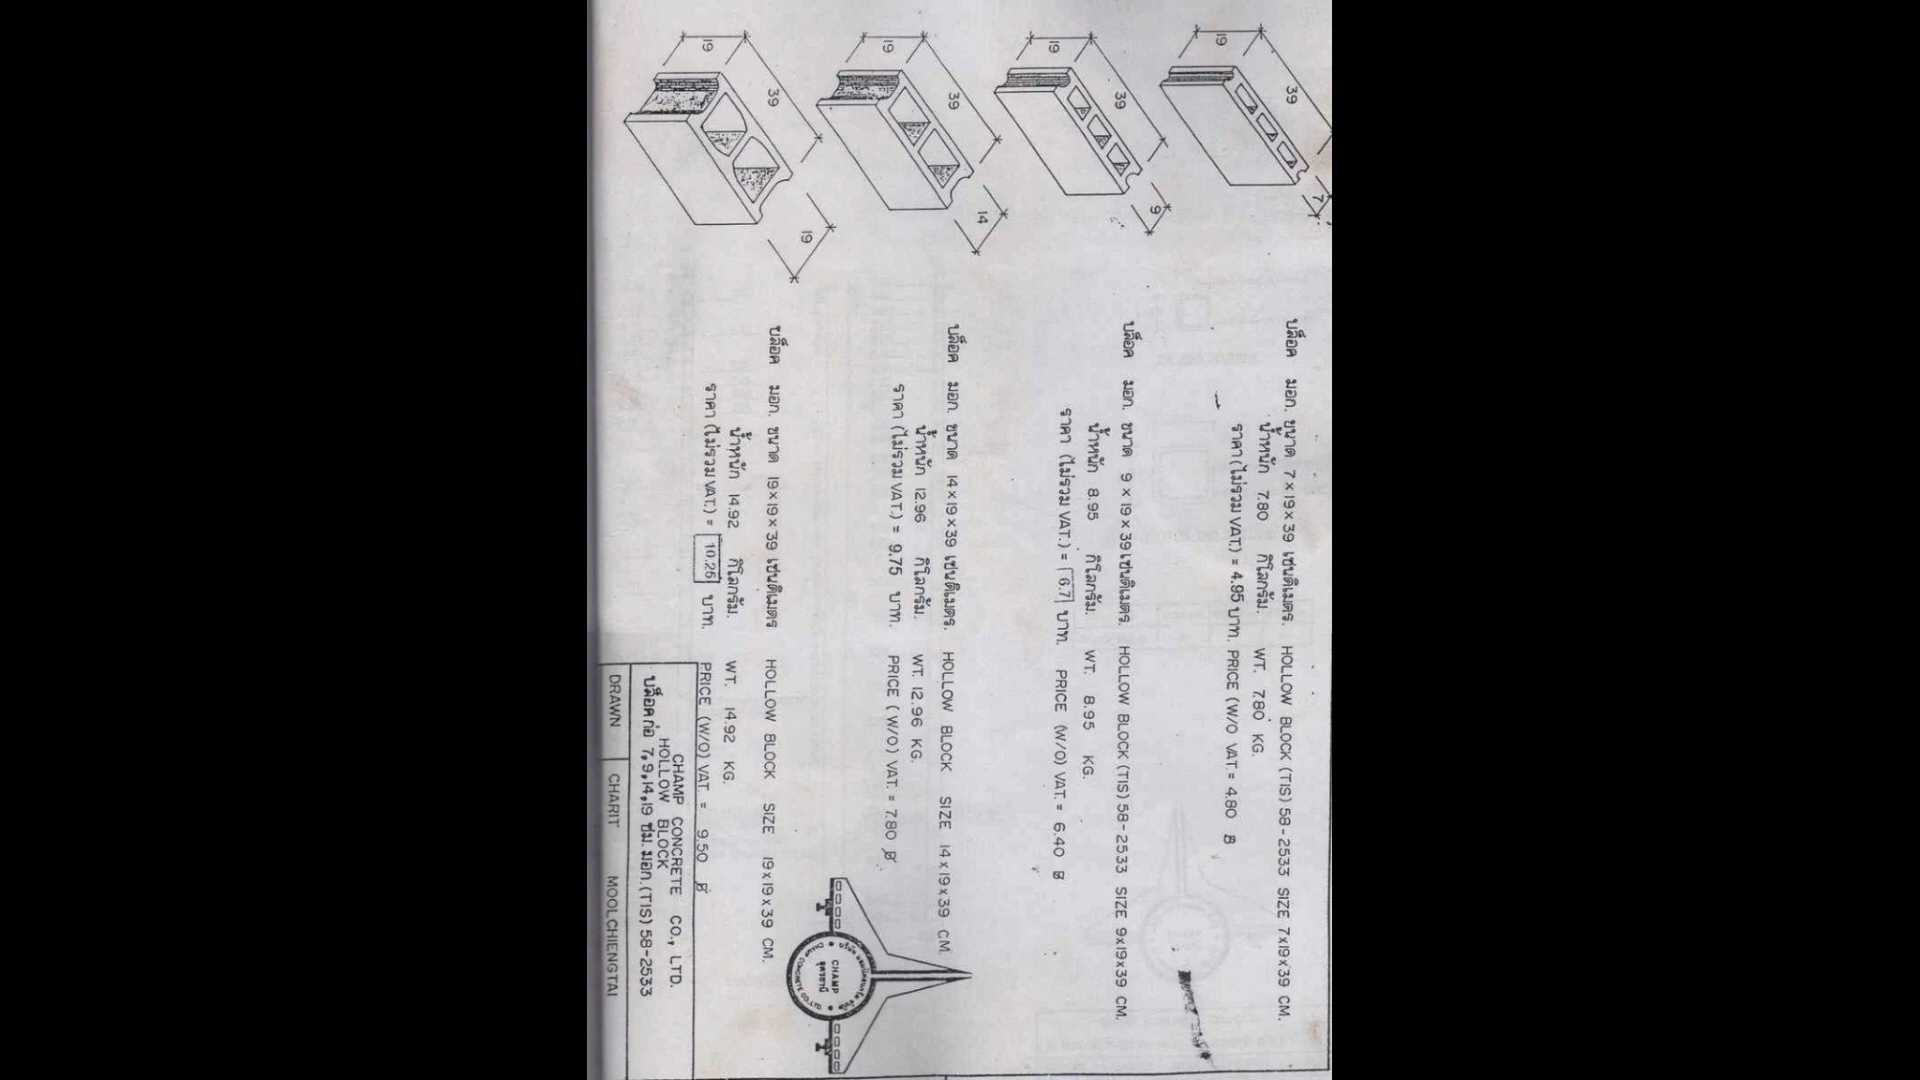 39
19
7
บล็อค มอก. ขนาด 7x19x39 เซนติเมตร. HOLLOW BLOCK (TIS) 58-2533 SIZE 7x19x39 CM.
น้ำหนัก 7.80 กิโลกรัม. WT. 7.80 KG.
ราคา (ไม่รวม VAT.) = 4.95 บาท. PRICE (W/O VAT. = 4.80 ฿
39
19
9
บล็อค มอก. ขนาด 9x19x39 เซนติเมตร. HOLLOW BLOCK (TIS) 58-2533 SIZE 9x19x39 CM.
น้ำหนัก 8.95 กิโลกรัม. WT. 8.95 KG.
ราคา (ไม่รวม VAT.) = 6.7 บาท. PRICE (W/O) VAT. = 6.40 ฿
39
19
14
บล็อค มอก. ขนาด 14x19x39 เซนติเมตร. HOLLOW BLOCK SIZE 14x19x39 CM.
น้ำหนัก 12.96 กิโลกรัม. WT. 12.96 KG.
ราคา (ไม่รวม VAT.) = 9.75 บาท. PRICE (W/O) VAT. = 7.80 ฿
39
19
19
บล็อค มอก. ขนาด 19x19x39 เซนติเมตร HOLLOW BLOCK SIZE 19x19x39 CM.
น้ำหนัก 14.92 กิโลกรัม. WT. 14.92 KG.
ราคา (ไม่รวม VAT.) = 10.25 บาท. PRICE (W/O) VAT. = 9.50 ฿
CHAMP
อุดรธานี
CHAMP CONCRETE CO., LTD.
HOLLOW BLOCK
บล็อคก่อ 7,9,14,19 ซม. มอก. (TIS) 58-2533
DRAWN CHARIT MOOLCHIENGTAI